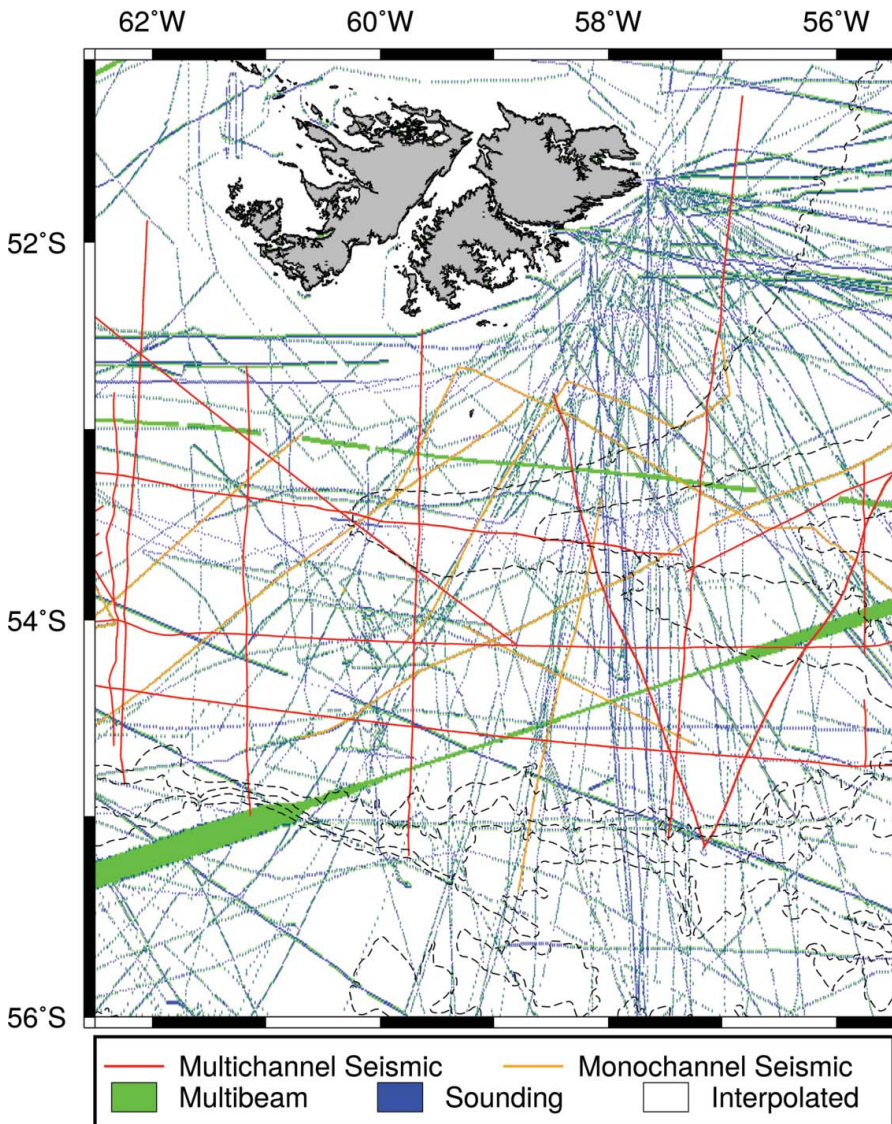 62°W 60°W 58°W 56°W
52°S
54°S
56°S
Multichannel Seismic Monochannel Seismic
Multibeam Sounding Interpolated